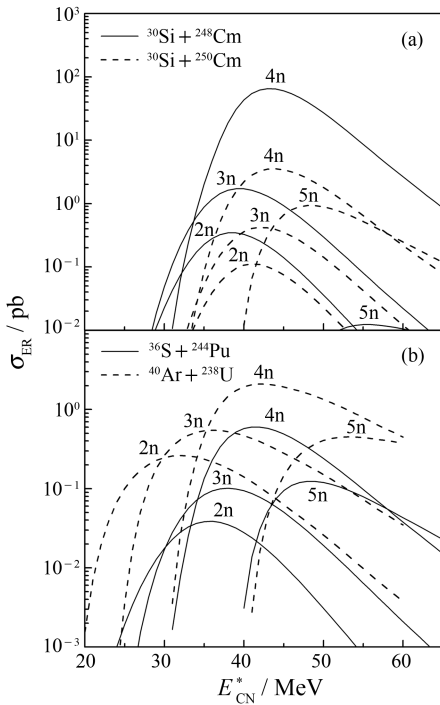 10³
³⁰Si + ²⁴⁸Cm
³⁰Si + ²⁵⁰Cm
(a)
10²
4n
10¹
4n
3n
5n
10⁰
2n
3n
10⁻¹
2n
5n
10⁻²
σER / pb
³⁶S + ²⁴⁴Pu
⁴⁰Ar + ²³⁸U
(b)
4n
10⁰
3n
4n
2n
5n
10⁻¹
3n
5n
2n
10⁻²
10⁻³
20 30 40 50 60
E*CN / MeV